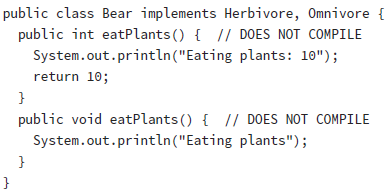 public class Bear implements Herbivore, Omnivore {
  public int eatPlants() {  // DOES NOT COMPILE
    System.out.println("Eating plants: 10");
    return 10;
  }
  public void eatPlants() {  // DOES NOT COMPILE
    System.out.println("Eating plants");
  }
}